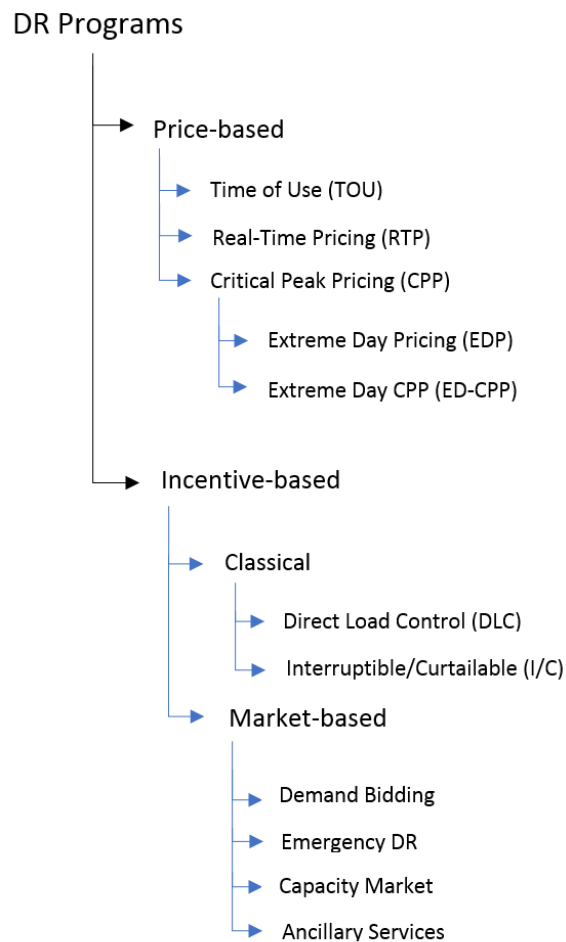 DR Programs
Price-based
Time of Use (TOU)
Real-Time Pricing (RTP)
Critical Peak Pricing (CPP)
Extreme Day Pricing (EDP)
Extreme Day CPP (ED-CPP)
Incentive-based
Classical
Direct Load Control (DLC)
Interruptible/Curtailable (I/C)
Market-based
Demand Bidding
Emergency DR
Capacity Market
Ancillary Services